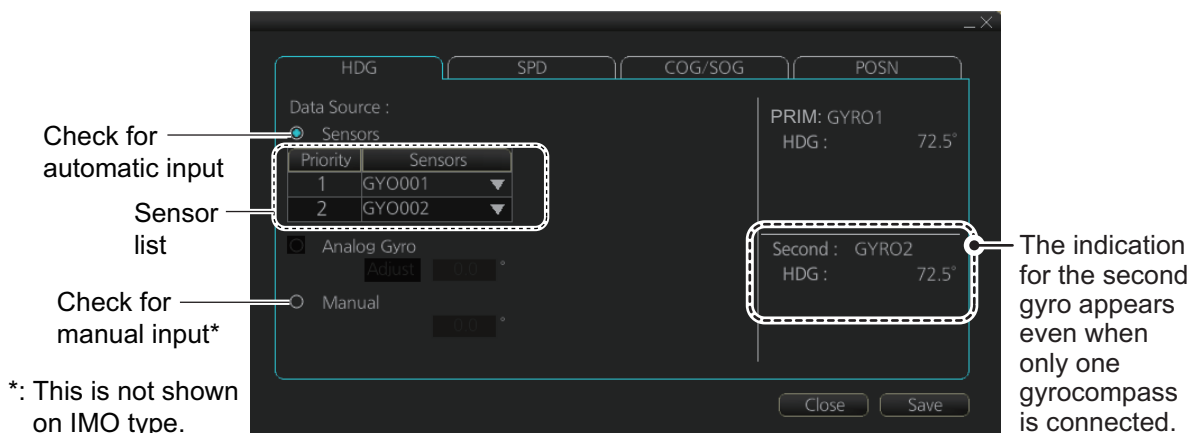 HDG SPD COG/SOG POSN
Data Source :
Sensors
Priority Sensors
1 GYO001
2 GYO002
Analog Gyro
Adjust 0.0 °
Manual
0.0 °
PRIM: GYRO1
HDG : 72.5°
Second : GYRO2
HDG : 72.5°
Close Save
Check for
automatic input
Sensor
list
Check for
manual input*
*: This is not shown
on IMO type.
The indication
for the second
gyro appears
even when
only one
gyrocompass
is connected.